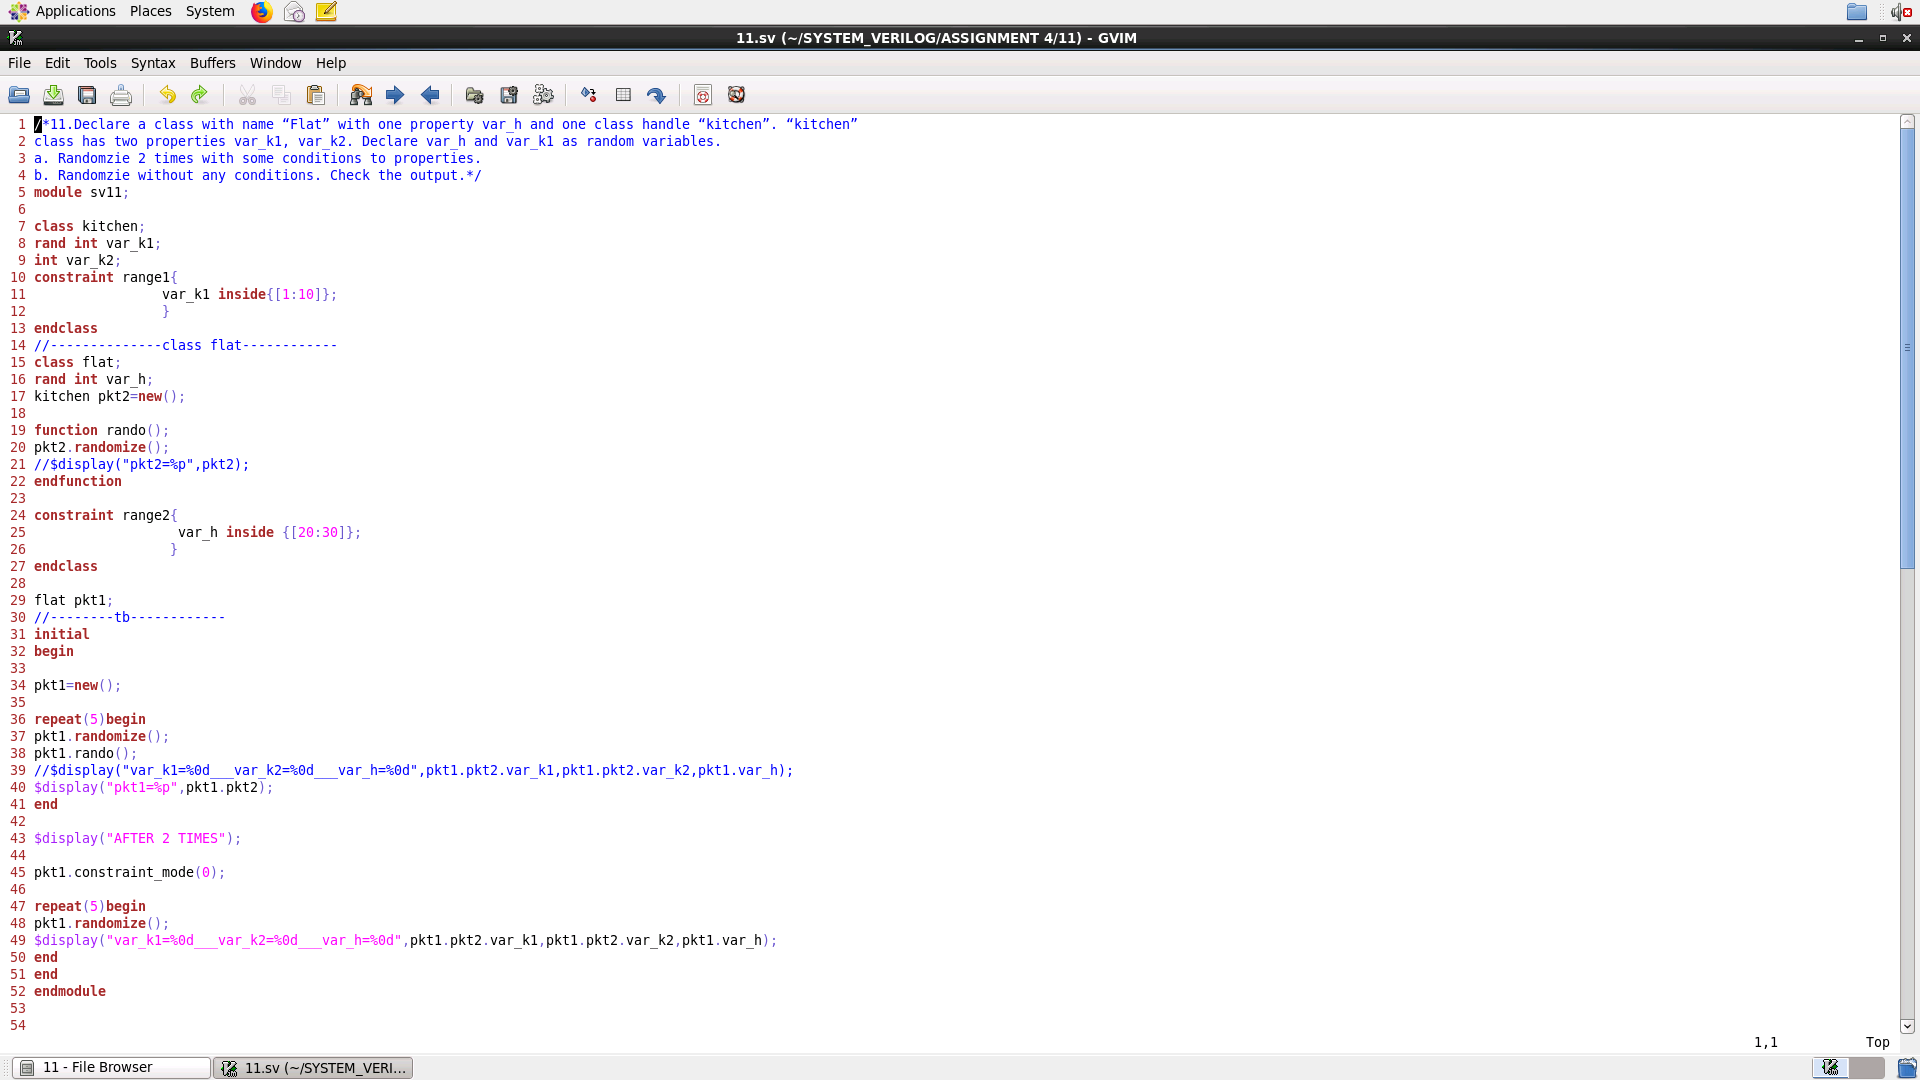 Applications Places System
11.sv (~/SYSTEM_VERILOG/ASSIGNMENT 4/11) - GVIM
File Edit Tools Syntax Buffers Window Help
1 /*11.Declare a class with name “Flat” with one property var_h and one class handle “kitchen”. “kitchen”
2 class has two properties var_k1, var_k2. Declare var_h and var_k1 as random variables.
3 a. Randomzie 2 times with some conditions to properties.
4 b. Randomzie without any conditions. Check the output.*/
5 module sv11;
6
7 class kitchen;
8 rand int var_k1;
9 int var_k2;
10 constraint range1{
11 var_k1 inside{[1:10]};
12 }
13 endclass
14 //--------------class flat------------
15 class flat;
16 rand int var_h;
17 kitchen pkt2=new();
18
19 function rando();
20 pkt2.randomize();
21 //$display("pkt2=%p",pkt2);
22 endfunction
23
24 constraint range2{
25 var_h inside {[20:30]};
26 }
27 endclass
28
29 flat pkt1;
30 //--------tb------------
31 initial
32 begin
33
34 pkt1=new();
35
36 repeat(5)begin
37 pkt1.randomize();
38 pkt1.rando();
39 //$display("var_k1=%0d___var_k2=%0d___var_h=%0d",pkt1.pkt2.var_k1,pkt1.pkt2.var_k2,pkt1.var_h);
40 $display("pkt1=%p",pkt1.pkt2);
41 end
42
43 $display("AFTER 2 TIMES");
44
45 pkt1.constraint_mode(0);
46
47 repeat(5)begin
48 pkt1.randomize();
49 $display("var_k1=%0d___var_k2=%0d___var_h=%0d",pkt1.pkt2.var_k1,pkt1.pkt2.var_k2,pkt1.var_h);
50 end
51 end
52 endmodule
53
54
1,1 Top
11 - File Browser 11.sv (~/SYSTEM_VERI...